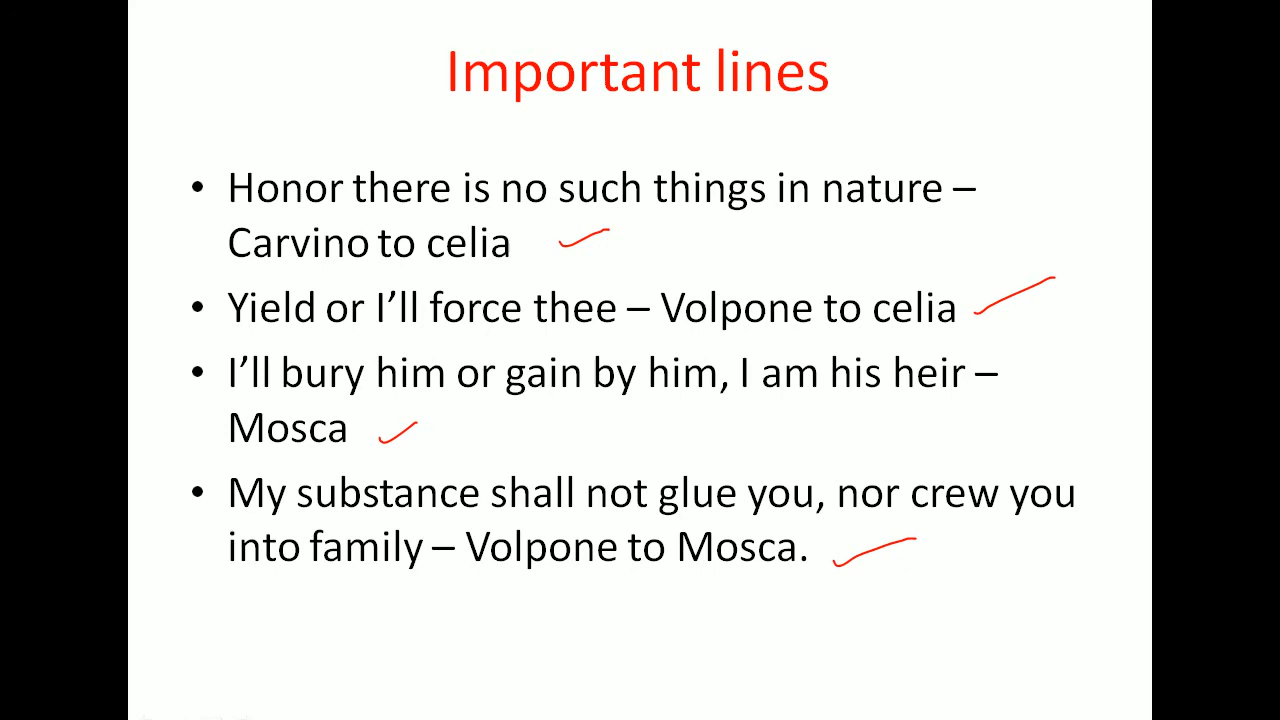 Important lines
• Honor there is no such things in nature –
Carvino to celia
• Yield or I’ll force thee – Volpone to celia
• I’ll bury him or gain by him, I am his heir –
Mosca
• My substance shall not glue you, nor crew you
into family – Volpone to Mosca.